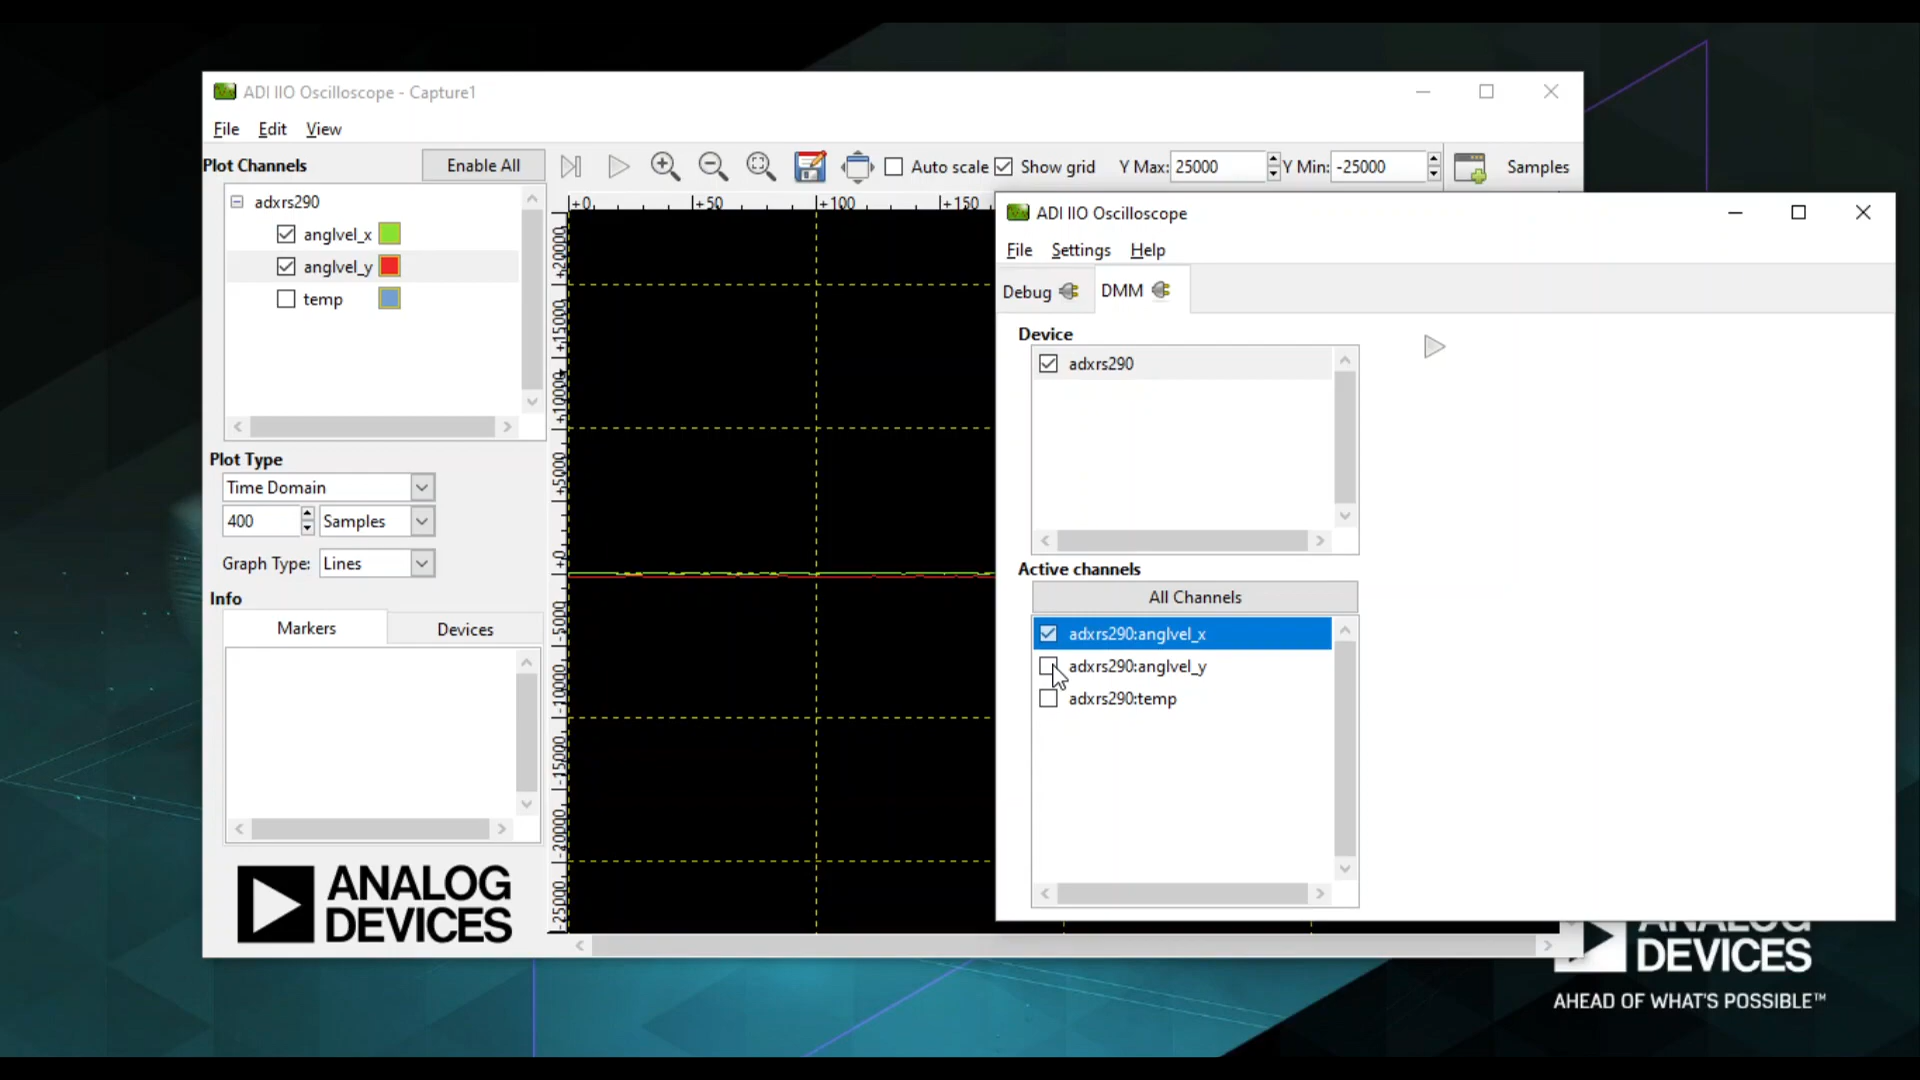 ADI IIO Oscilloscope - Capture1
File Edit View
Plot Channels Enable All
Auto scale Show grid Y Max: 25000 Y Min: -25000 Samples
adxrs290
anglvel_x
anglvel_y
temp
Plot Type
Time Domain
400 Samples
Graph Type: Lines
Info
Markers Devices
ANALOG
DEVICES
+0 +50 +100 +150
+20000
+15000
+10000
+5000
+0
-5000
-10000
-15000
-20000
-25000
ADI IIO Oscilloscope
File Settings Help
Debug DMM
Device
adxrs290
Active channels
All Channels
adxrs290:anglvel_x
adxrs290:anglvel_y
adxrs290:temp
ANALOG
DEVICES
AHEAD OF WHAT'S POSSIBLE™